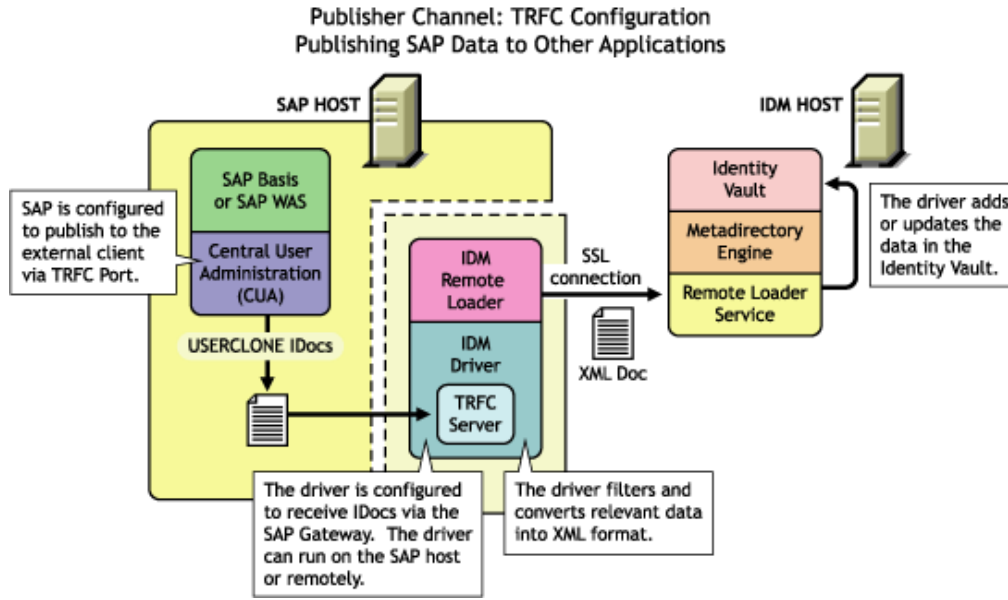 Publisher Channel: TRFC Configuration
Publishing SAP Data to Other Applications
SAP HOST
IDM HOST
SAP Basis
or SAP WAS
Central User
Administration
(CUA)
SAP is configured
to publish to the
external client
via TRFC Port.
USERCLONE IDocs
IDM
Remote
Loader
IDM
Driver
TRFC
Server
SSL
connection
XML Doc
Identity
Vault
Metadirectory
Engine
Remote Loader
Service
The driver adds
or updates the
data in the
Identity Vault.
The driver is configured
to receive IDocs via the
SAP Gateway. The driver
can run on the SAP host
or remotely.
The driver filters and
converts relevant data
into XML format.